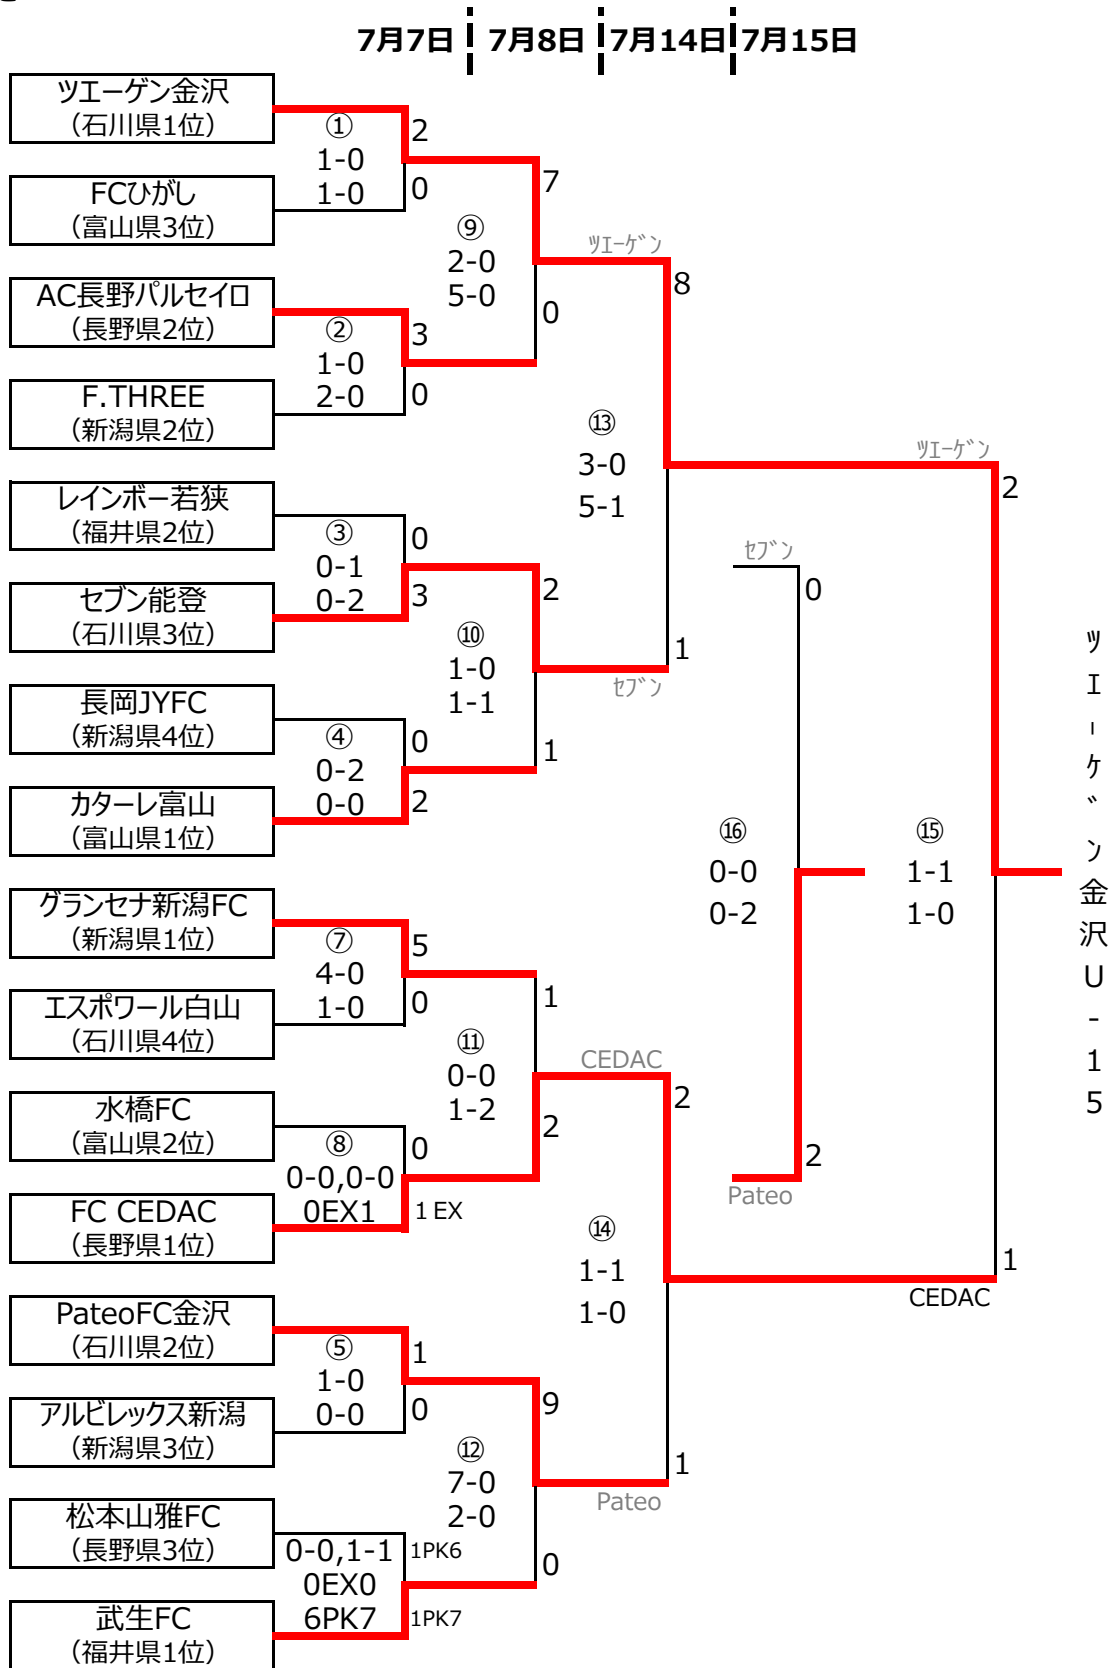 7月7日 7月8日 7月14日 7月15日
ツエーゲン金沢
（石川県1位）
①
1-0
1-0
2
0
FCひがし
（富山県3位）
AC長野パルセイロ
（長野県2位）
②
1-0
2-0
3
0
F.THREE
（新潟県2位）
⑨
2-0
5-0
7
0
レインボー若狭
（福井県2位）
③
0-1
0-2
0
3
セブン能登
（石川県3位）
長岡JYFC
（新潟県4位）
④
0-2
0-0
0
2
カターレ富山
（富山県1位）
⑩
1-0
1-1
2
1
ﾂｴｰｹﾞﾝ
8
⑬
3-0
5-1
1
ｾﾌﾞﾝ
グランセナ新潟FC
（新潟県1位）
⑦
4-0
1-0
5
0
エスポワール白山
（石川県4位）
水橋FC
（富山県2位）
⑧
0-0,0-0
0EX1
0
1 EX
FC CEDAC
（長野県1位）
⑪
0-0
1-2
1
2
PateoFC金沢
（石川県2位）
⑤
1-0
0-0
1
0
アルビレックス新潟
（新潟県3位）
松本山雅FC
（長野県3位）
0-0,1-1
0EX0
6PK7
1PK6
1PK7
武生FC
（福井県1位）
⑫
7-0
2-0
9
0
CEDAC
2
⑭
1-1
1-0
1
Pateo
ｾﾌﾞﾝ
0
⑯
0-0
0-2
2
Pateo
ﾂｴｰｹﾞﾝ
2
⑮
1-1
1-0
1
CEDAC
ツエーゲン金沢U-15